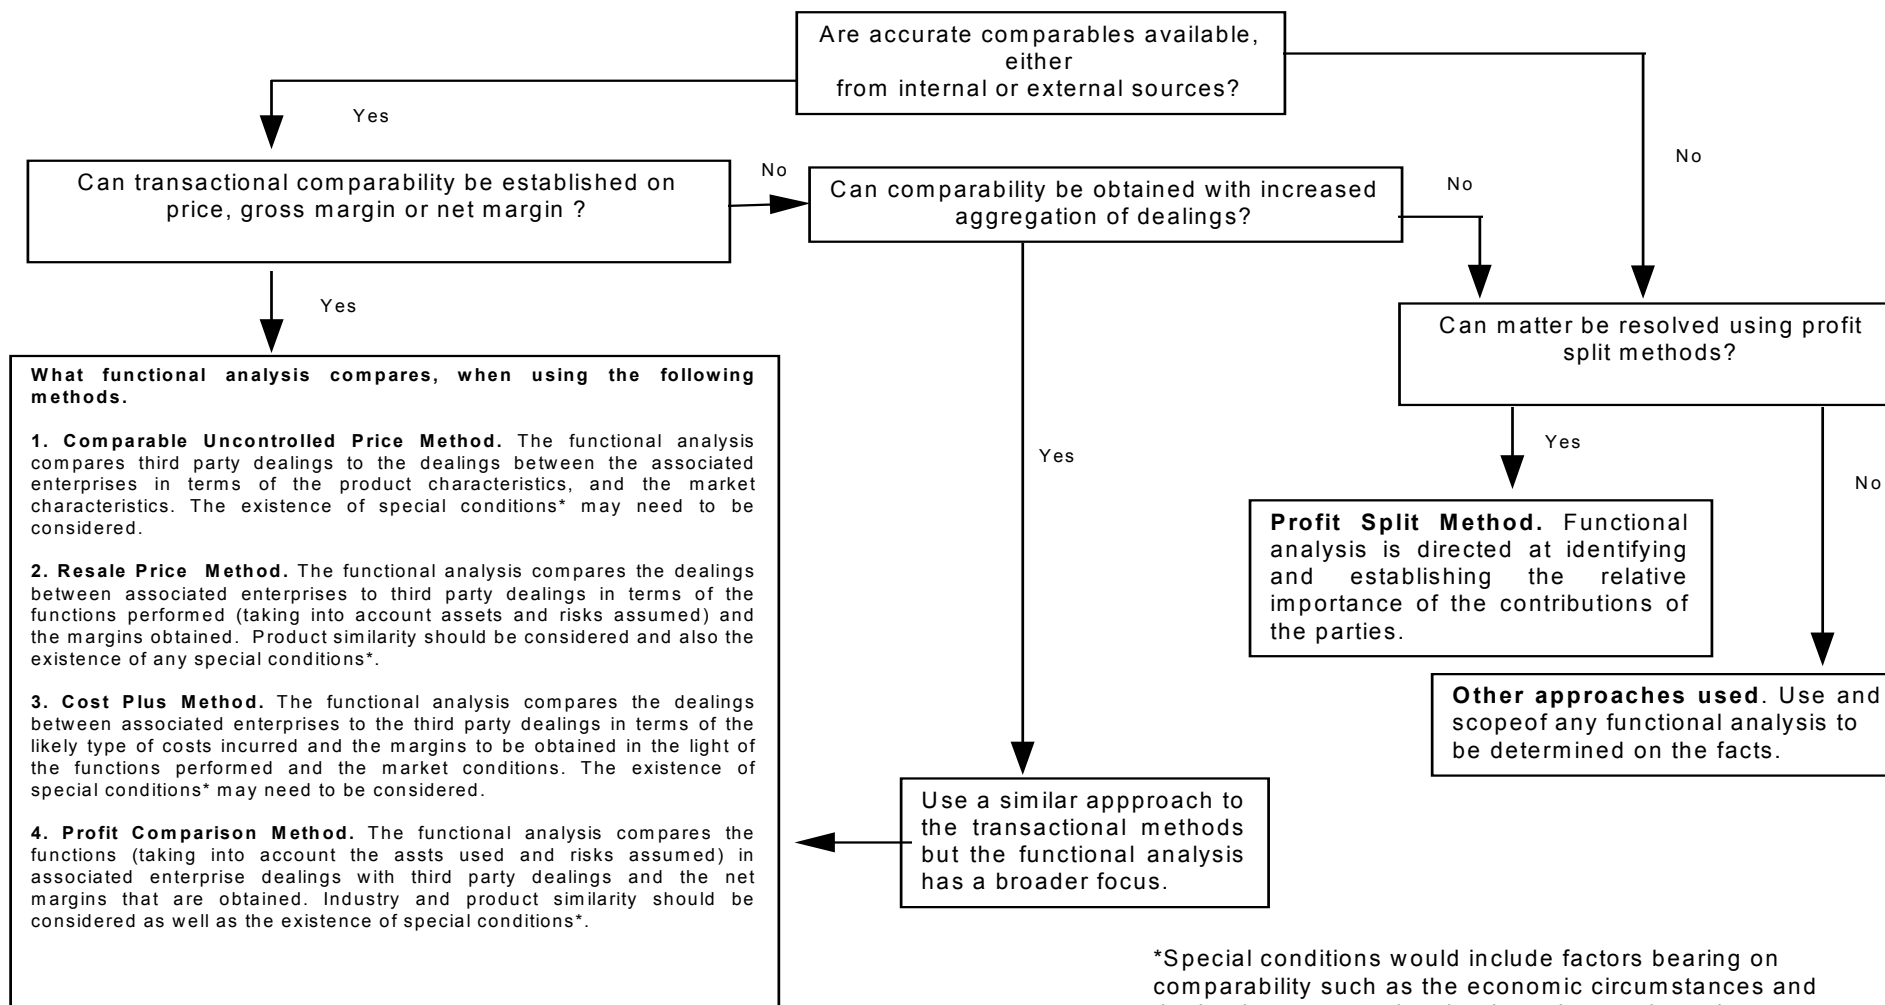 Are accurate comparables available,
either
from internal or external sources?
Yes
No
Can transactional comparability be established on
price, gross margin or net margin ?
No
Can comparability be obtained with increased
aggregation of dealings?
No
Yes
Can matter be resolved using profit
split methods?
What functional analysis compares, when using the following
methods.
1. Comparable Uncontrolled Price Method. The functional analysis
compares third party dealings to the dealings between the associated
enterprises in terms of the product characteristics, and the market
characteristics. The existence of special conditions* may need to be
considered.
2. Resale Price Method. The functional analysis compares the dealings
between associated enterprises to third party dealings in terms of the
functions performed (taking into account assets and risks assumed) and
the margins obtained. Product similarity should be considered and also the
existence of any special conditions*.
3. Cost Plus Method. The functional analysis compares the dealings
between associated enterprises to the third party dealings in terms of the
likely type of costs incurred and the margins to be obtained in the light of
the functions performed and the market conditions. The existence of
special conditions* may need to be considered.
4. Profit Comparison Method. The functional analysis compares the
functions (taking into account the assts used and risks assumed) in
associated enterprise dealings with third party dealings and the net
margins that are obtained. Industry and product similarity should be
considered as well as the existence of special conditions*.
Yes
Yes
No
Profit Split Method. Functional
analysis is directed at identifying
and establishing the relative
importance of the contributions of
the parties.
Other approaches used. Use and
scopeof any functional analysis to
be determined on the facts.
Use a similar appproach to
the transactional methods
but the functional analysis
has a broader focus.
*Special conditions would include factors bearing on
comparability such as the economic circumstances and